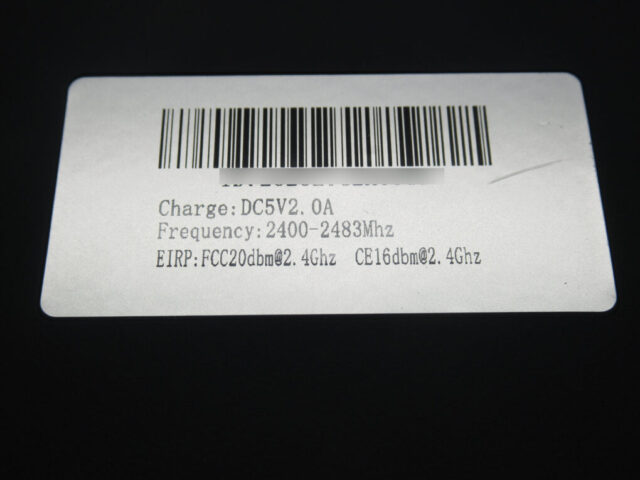 Charge:DC5V2.0A
Frequency:2400-2483Mhz
EIRP:FCC20dbm@2.4Ghz CE16dbm@2.4Ghz